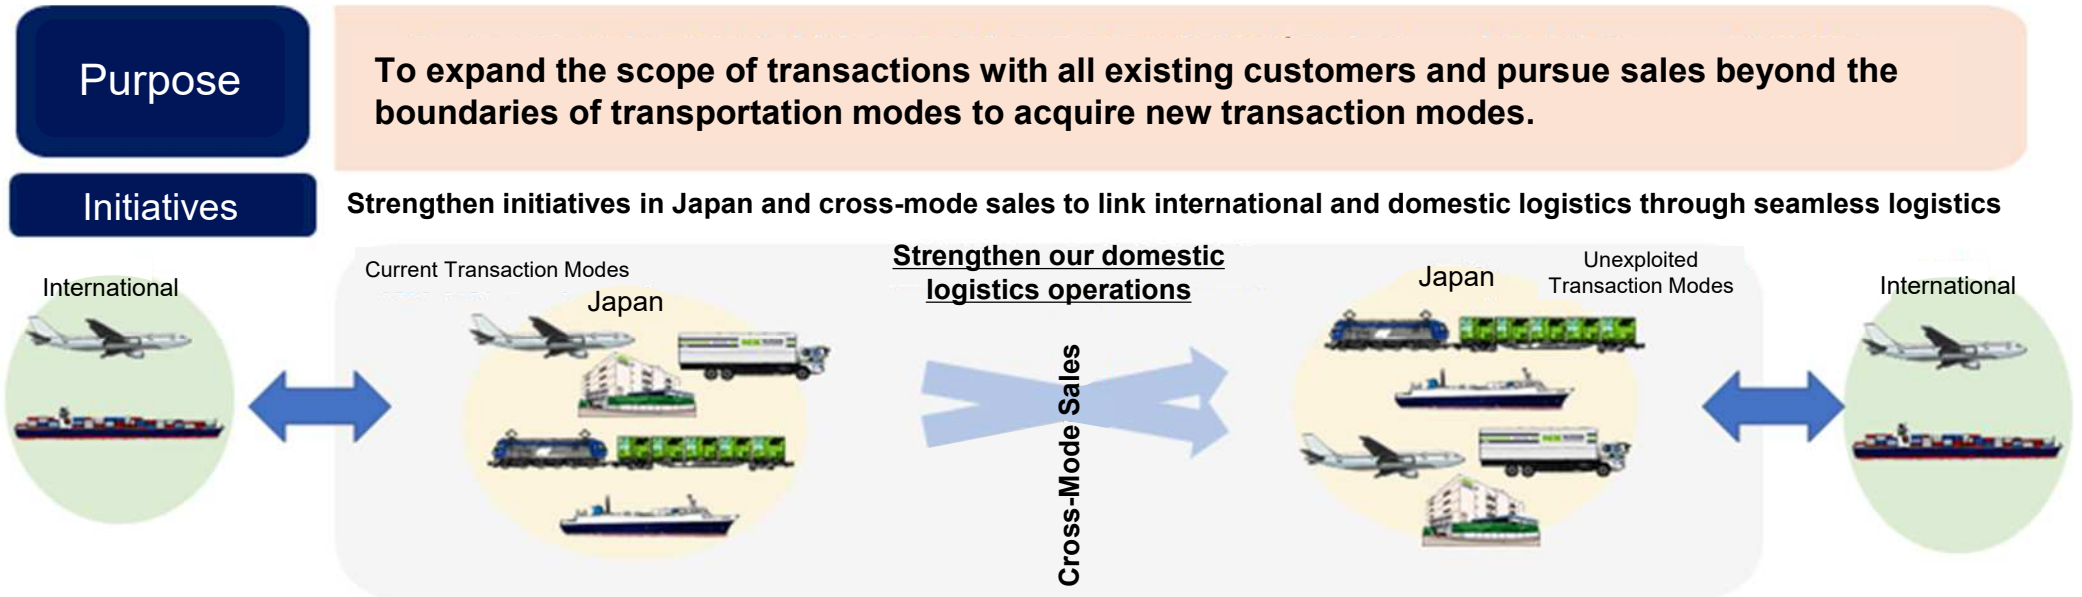 Purpose
To expand the scope of transactions with all existing customers and pursue sales beyond the
boundaries of transportation modes to acquire new transaction modes.
Initiatives
Strengthen initiatives in Japan and cross-mode sales to link international and domestic logistics through seamless logistics
International
Current Transaction Modes
Japan
Strengthen our domestic
logistics operations
Cross-Mode Sales
Japan
Unexploited
Transaction Modes
International